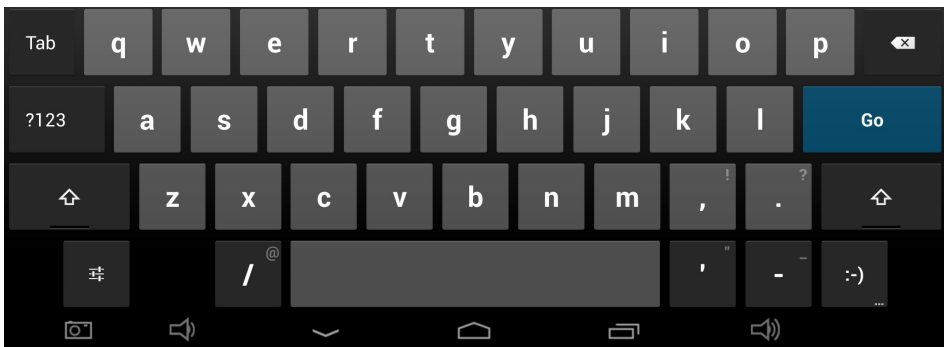 Tab q w e r t y u i o p
?123 a s d f g h j k l Go
z x c v b n m , ! . ?
/ @ ' " - _ :-) ...